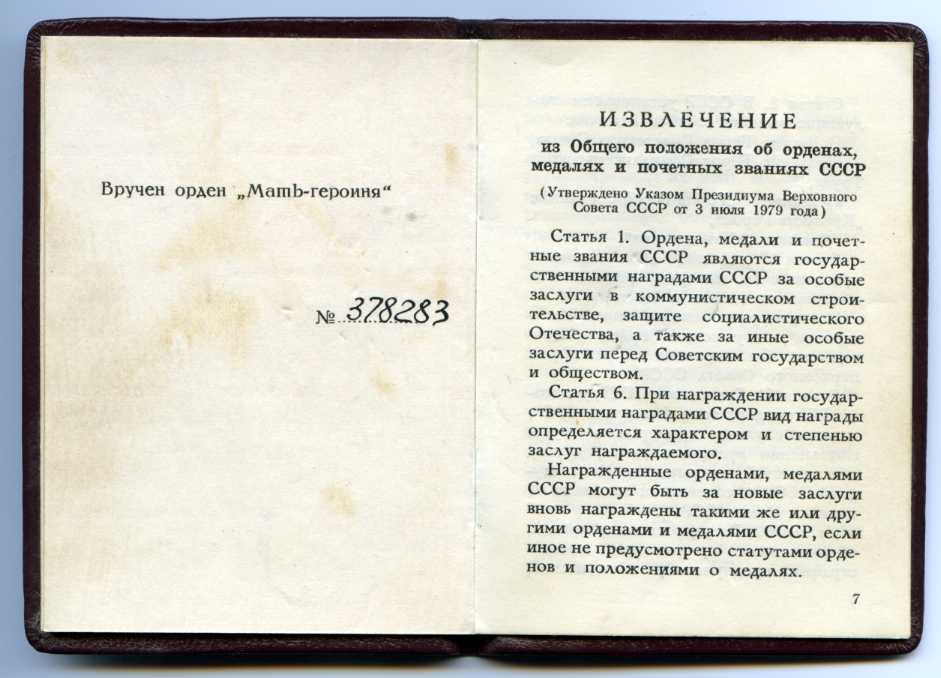 Вручен орден „Мать-героиня“
№ 378283
ИЗВЛЕЧЕНИЕ
из Общего положения об орденах,
медалях и почетных званиях СССР
(Утверждено Указом Президиума Верховного
Совета СССР от 3 июля 1979 года)
Статья 1. Ордена, медали и почет-
ные звания СССР являются государ-
ственными наградами СССР за особые
заслуги в коммунистическом строи-
тельстве, защите социалистического
Отечества, а также за иные особые
заслуги перед Советским государством
и обществом.
Статья 6. При награждении государ-
ственными наградами СССР вид награды
определяется характером и степенью
заслуг награждаемого.
Награжденные орденами, медалями
СССР могут быть за новые заслуги
вновь награждены такими же или дру-
гими орденами и медалями СССР, если
иное не предусмотрено статутами орде-
нов и положениями о медалях.
7